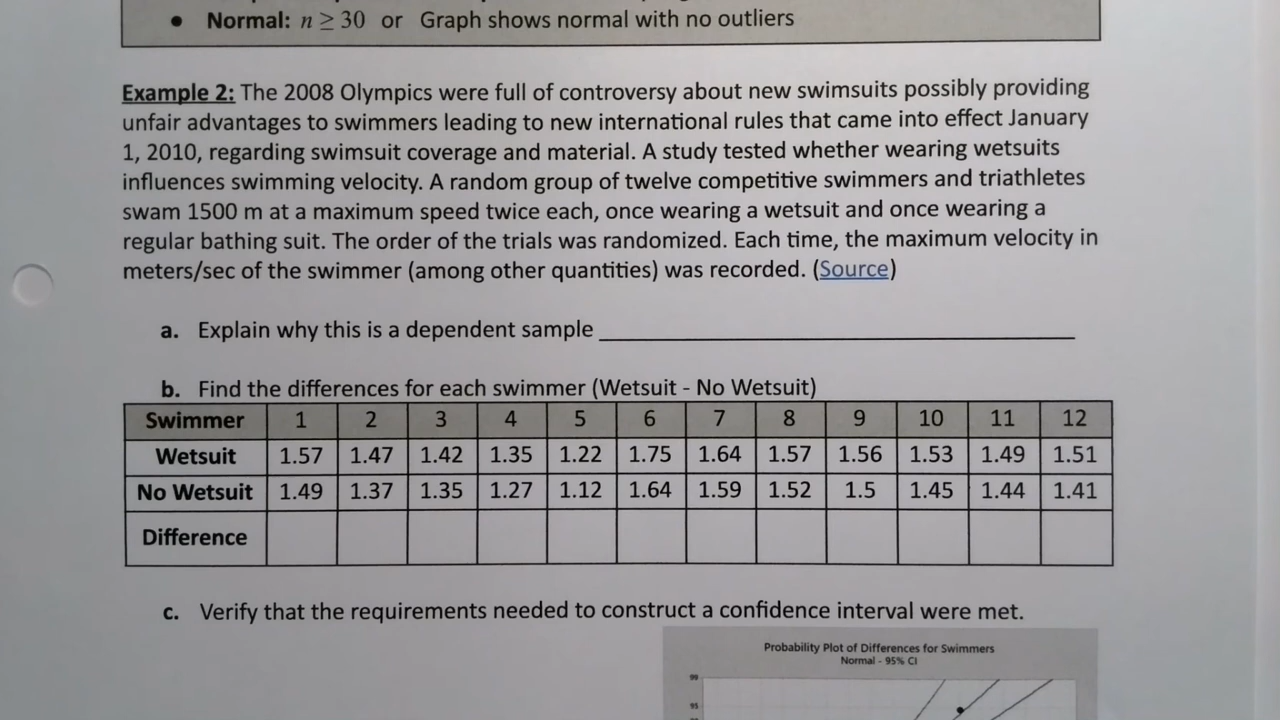 • Normal: n ≥ 30 or Graph shows normal with no outliers
Example 2: The 2008 Olympics were full of controversy about new swimsuits possibly providing
unfair advantages to swimmers leading to new international rules that came into effect January
1, 2010, regarding swimsuit coverage and material. A study tested whether wearing wetsuits
influences swimming velocity. A random group of twelve competitive swimmers and triathletes
swam 1500 m at a maximum speed twice each, once wearing a wetsuit and once wearing a
regular bathing suit. The order of the trials was randomized. Each time, the maximum velocity in
meters/sec of the swimmer (among other quantities) was recorded. (Source)
a. Explain why this is a dependent sample
b. Find the differences for each swimmer (Wetsuit - No Wetsuit)
Swimmer 1 2 3 4 5 6 7 8 9 10 11 12
Wetsuit 1.57 1.47 1.42 1.35 1.22 1.75 1.64 1.57 1.56 1.53 1.49 1.51
No Wetsuit 1.49 1.37 1.35 1.27 1.12 1.64 1.59 1.52 1.5 1.45 1.44 1.41
Difference
c. Verify that the requirements needed to construct a confidence interval were met.
Probability Plot of Differences for Swimmers
Normal - 95% CI
99
95